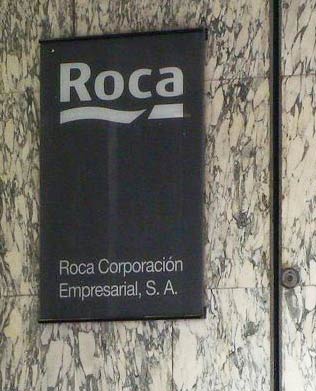 Roca
Roca Corporación
Empresarial, S. A.